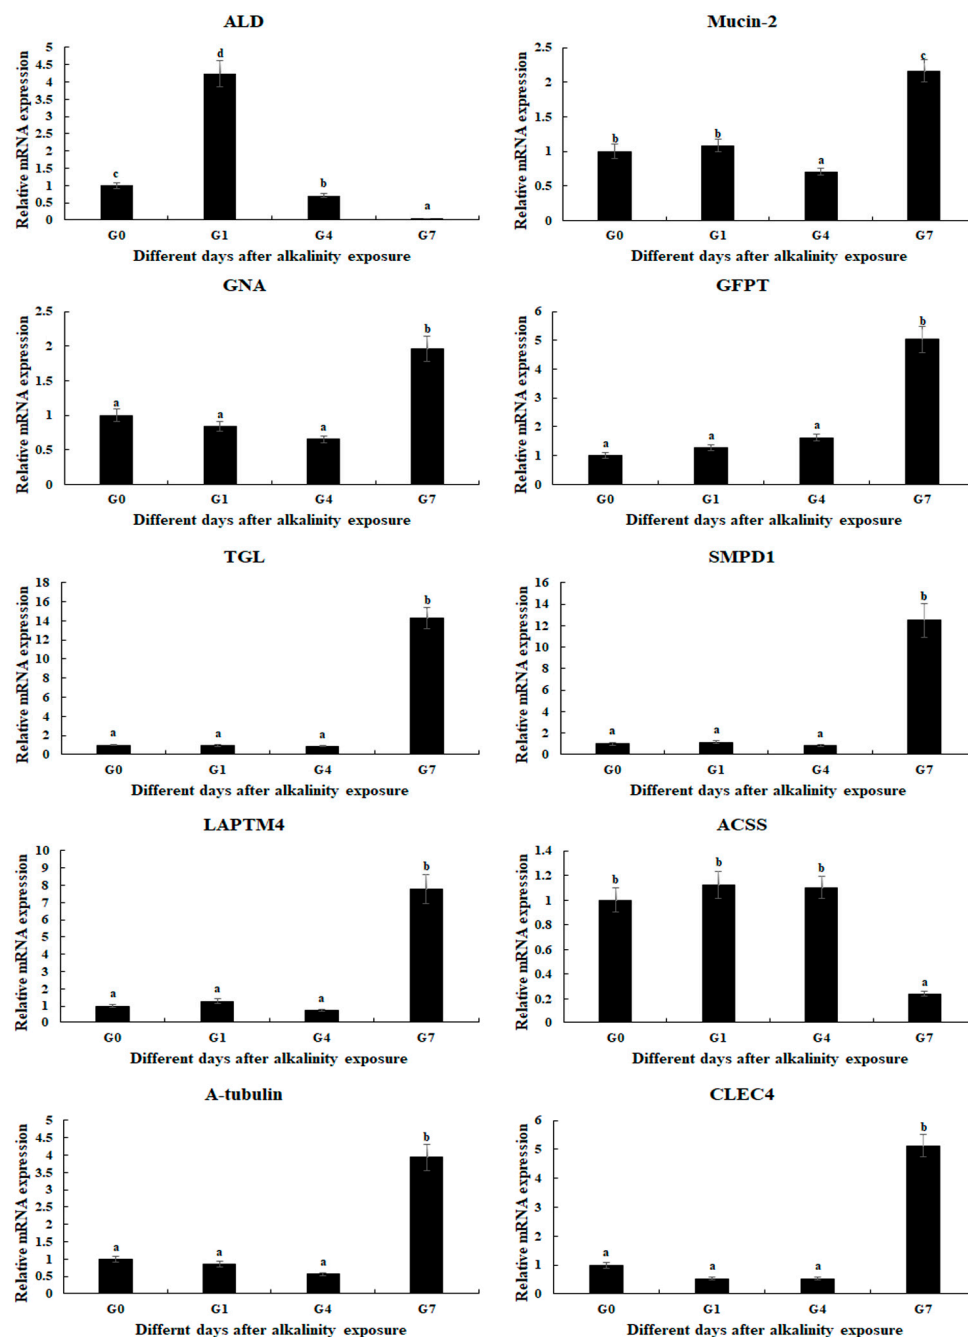 ALD
Relative mRNA expression
5
4.5
4
3.5
3
2.5
2
1.5
1
0.5
0
c
d
b
a
G0 G1 G4 G7
Different days after alkalinity exposure
Mucin-2
Relative mRNA expression
2.5
2
1.5
1
0.5
0
b
b
a
c
G0 G1 G4 G7
Different days after alkalinity exposure
GNA
Relative mRNA expression
2.5
2
1.5
1
0.5
0
a
a
a
b
G0 G1 G4 G7
Different days after alkalinity exposure
GFPT
Relative mRNA expression
6
5
4
3
2
1
0
a
a
a
b
G0 G1 G4 G7
Different days after alkalinity exposure
TGL
Relative mRNA expression
18
16
14
12
10
8
6
4
2
0
a
a
a
b
G0 G1 G4 G7
Different days after alkalinity exposure
SMPD1
Relative mRNA expression
16
14
12
10
8
6
4
2
0
a
a
a
b
G0 G1 G4 G7
Different days after alkalinity exposure
LAPTM4
Relative mRNA expression
10
9
8
7
6
5
4
3
2
1
0
a
a
a
b
G0 G1 G4 G7
Different days after alkalinity exposure
ACSS
Relative mRNA expression
1.4
1.2
1
0.8
0.6
0.4
0.2
0
b
b
b
a
G0 G1 G4 G7
Different days after alkalinity exposure
A-tubulin
Relative mRNA expression
5
4.5
4
3.5
3
2.5
2
1.5
1
0.5
0
a
a
a
b
G0 G1 G4 G7
Differnt days after alkalinity exposure
CLEC4
Relative mRNA expression
6
5
4
3
2
1
0
a
a
a
b
G0 G1 G4 G7
Different days after alkalinity exposure